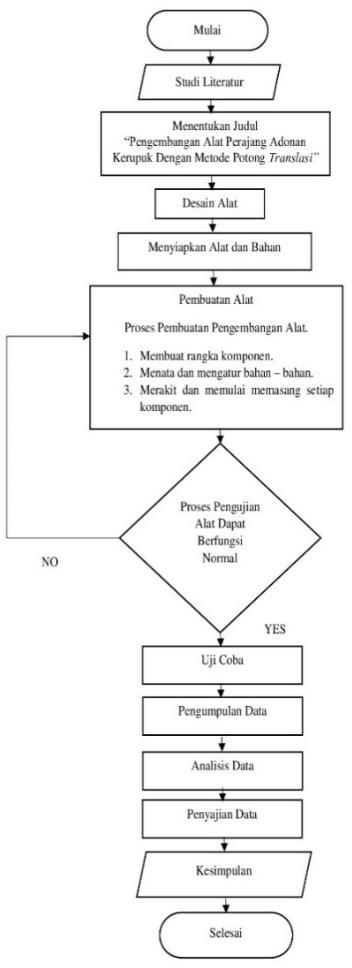 Mulai
Studi Literatur
Menentukan Judul
“Pengembangan Alat Perajang Adonan
Kerupuk Dengan Metode Potong Translasi”
Desain Alat
Menyiapkan Alat dan Bahan
Pembuatan Alat
Proses Pembuatan Pengembangan Alat.
1. Membuat rangka komponen.
2. Menata dan mengatur bahan – bahan.
3. Merakit dan memulai memasang setiap
komponen.
Proses Pengujian
Alat Dapat
Berfungsi
Normal
NO
YES
Uji Coba
Pengumpulan Data
Analisis Data
Penyajian Data
Kesimpulan
Selesai